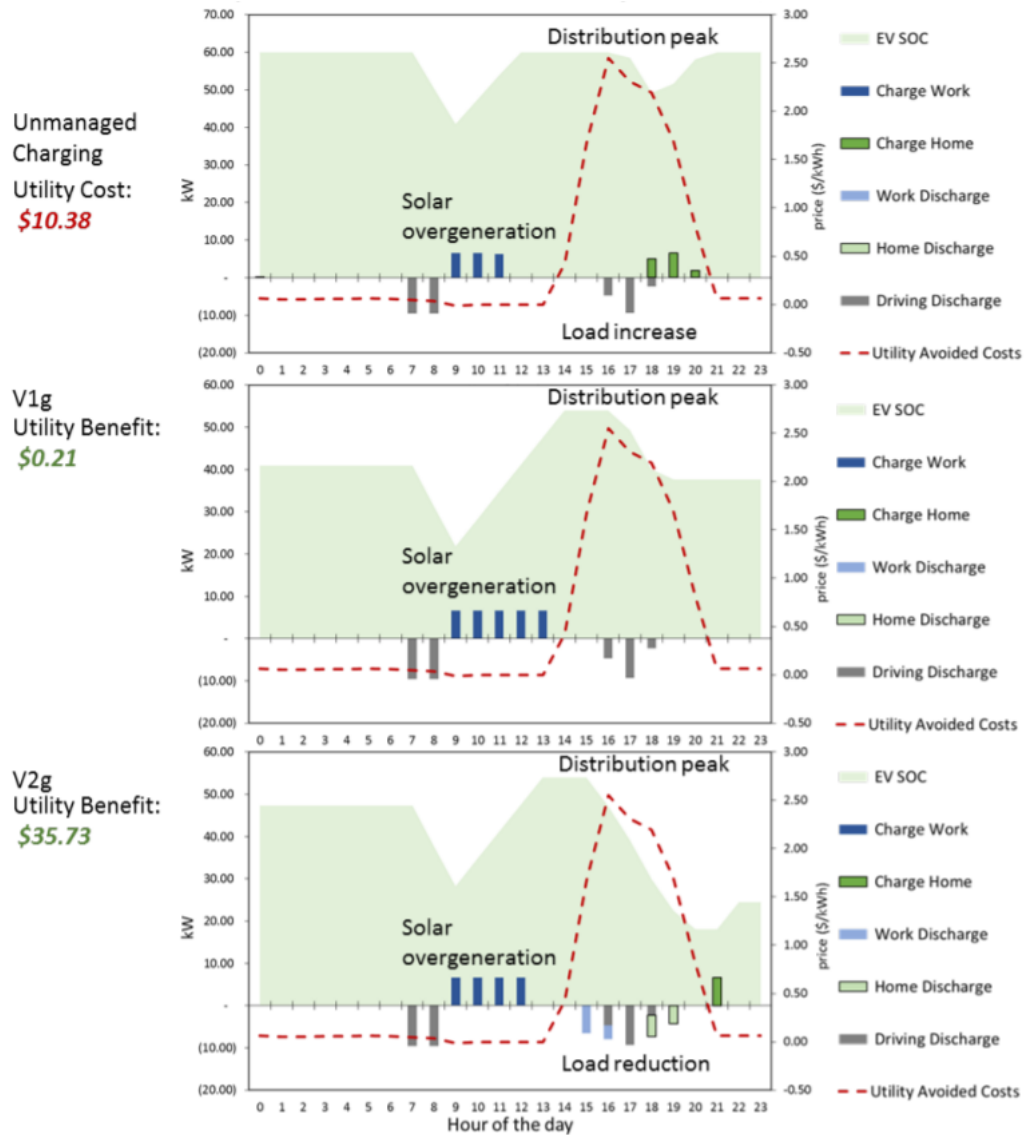 Unmanaged
Charging
Utility Cost:
$10.38
70.00
60.00
50.00
40.00
30.00
20.00
10.00
-
(10.00)
(20.00)
kW
Distribution peak
Solar
overgeneration
Load increase
3.00
2.50
2.00
1.50
1.00
0.50
0.00
-0.50
price ($/kWh)
0 1 2 3 4 5 6 7 8 9 10 11 12 13 14 15 16 17 18 19 20 21 22 23
EV SOC
Charge Work
Charge Home
Work Discharge
Home Discharge
Driving Discharge
Utility Avoided Costs
V1g
Utility Benefit:
$0.21
60.00
50.00
40.00
30.00
20.00
10.00
-
(10.00)
(20.00)
kW
Distribution peak
Solar
overgeneration
3.00
2.50
2.00
1.50
1.00
0.50
0.00
-0.50
price ($/kWh)
0 1 2 3 4 5 6 7 8 9 10 11 12 13 14 15 16 17 18 19 20 21 22 23
EV SOC
Charge Work
Charge Home
Work Discharge
Home Discharge
Driving Discharge
Utility Avoided Costs
V2g
Utility Benefit:
$35.73
60.00
50.00
40.00
30.00
20.00
10.00
-
(10.00)
(20.00)
kW
Distribution peak
Solar
overgeneration
Load reduction
3.00
2.50
2.00
1.50
1.00
0.50
0.00
-0.50
price ($/kWh)
0 1 2 3 4 5 6 7 8 9 10 11 12 13 14 15 16 17 18 19 20 21 22 23
Hour of the day
EV SOC
Charge Work
Charge Home
Work Discharge
Home Discharge
Driving Discharge
Utility Avoided Costs